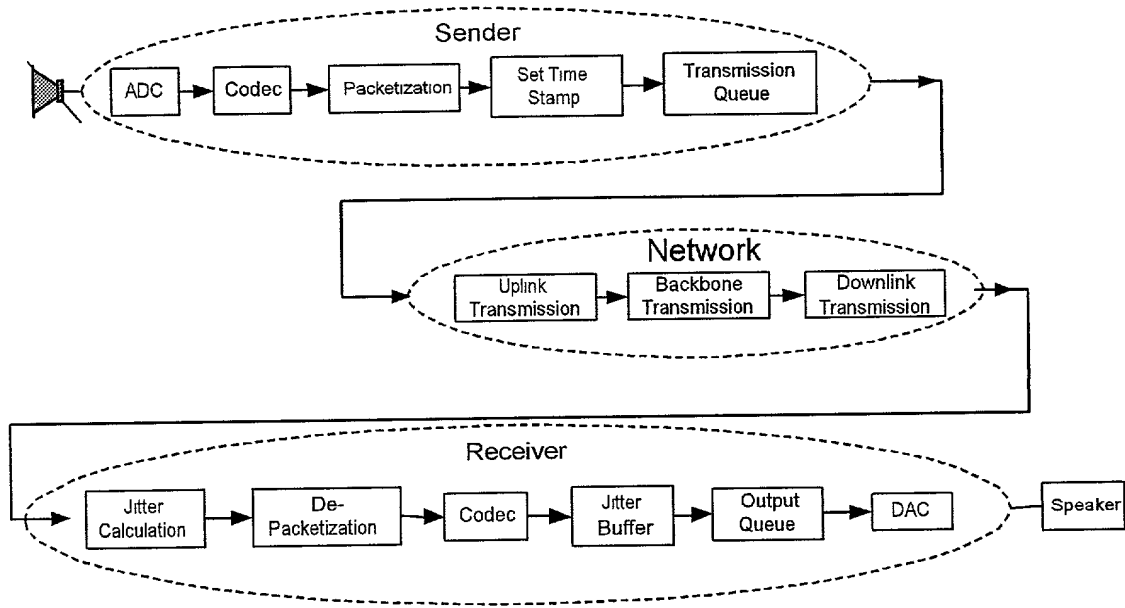 Sender
ADC
Codec
Packetization
Set Time
Stamp
Transmission
Queue
Network
Uplink
Transmission
Backbone
Transmission
Downlink
Transmission
Receiver
Jitter
Calculation
De-
Packetization
Codec
Jitter
Buffer
Output
Queue
DAC
Speaker